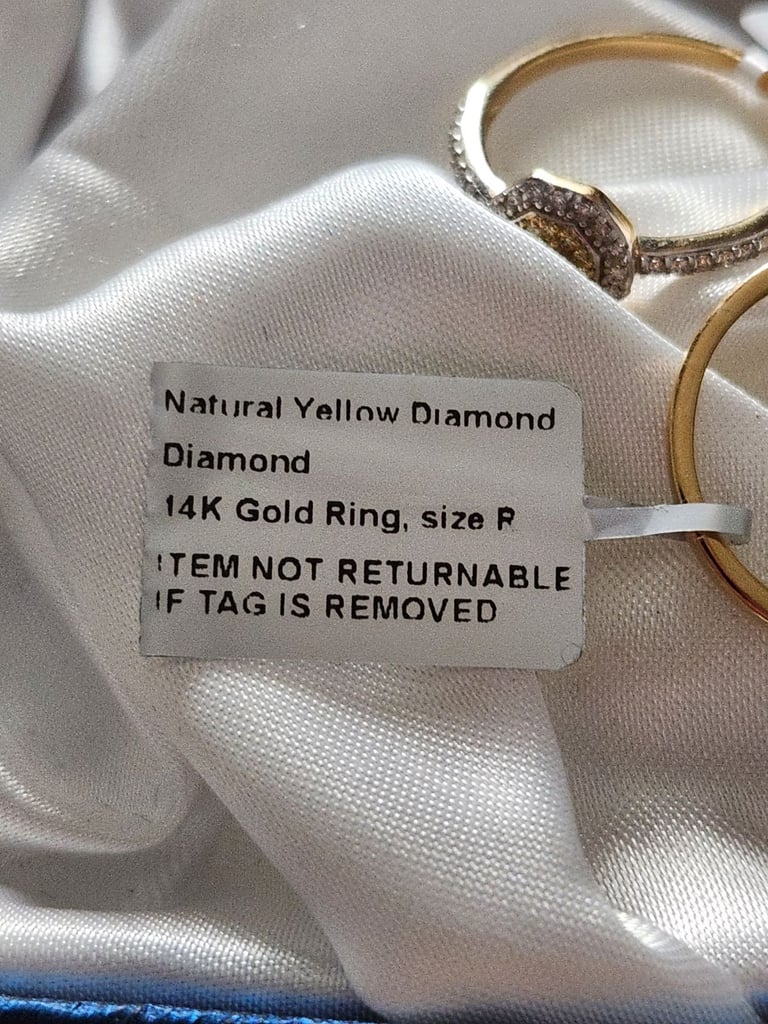 Natural Yellow Diamond
Diamond
14K Gold Ring, size R
ITEM NOT RETURNABLE
IF TAG IS REMOVED